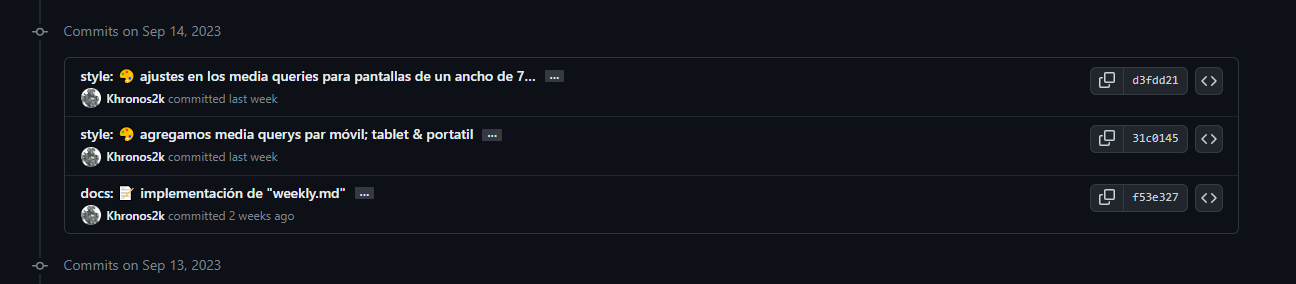 Commits on Sep 14, 2023
style: 🎨 ajustes en los media queries para pantallas de un ancho de 7... ...
d3fdd21
Khronos2k committed last week
style: 🎨 agregamos media querys par móvil; tablet & portatil ...
31c0145
Khronos2k committed last week
docs: 📝 implementación de "weekly.md" ...
f53e327
Khronos2k committed 2 weeks ago
Commits on Sep 13, 2023